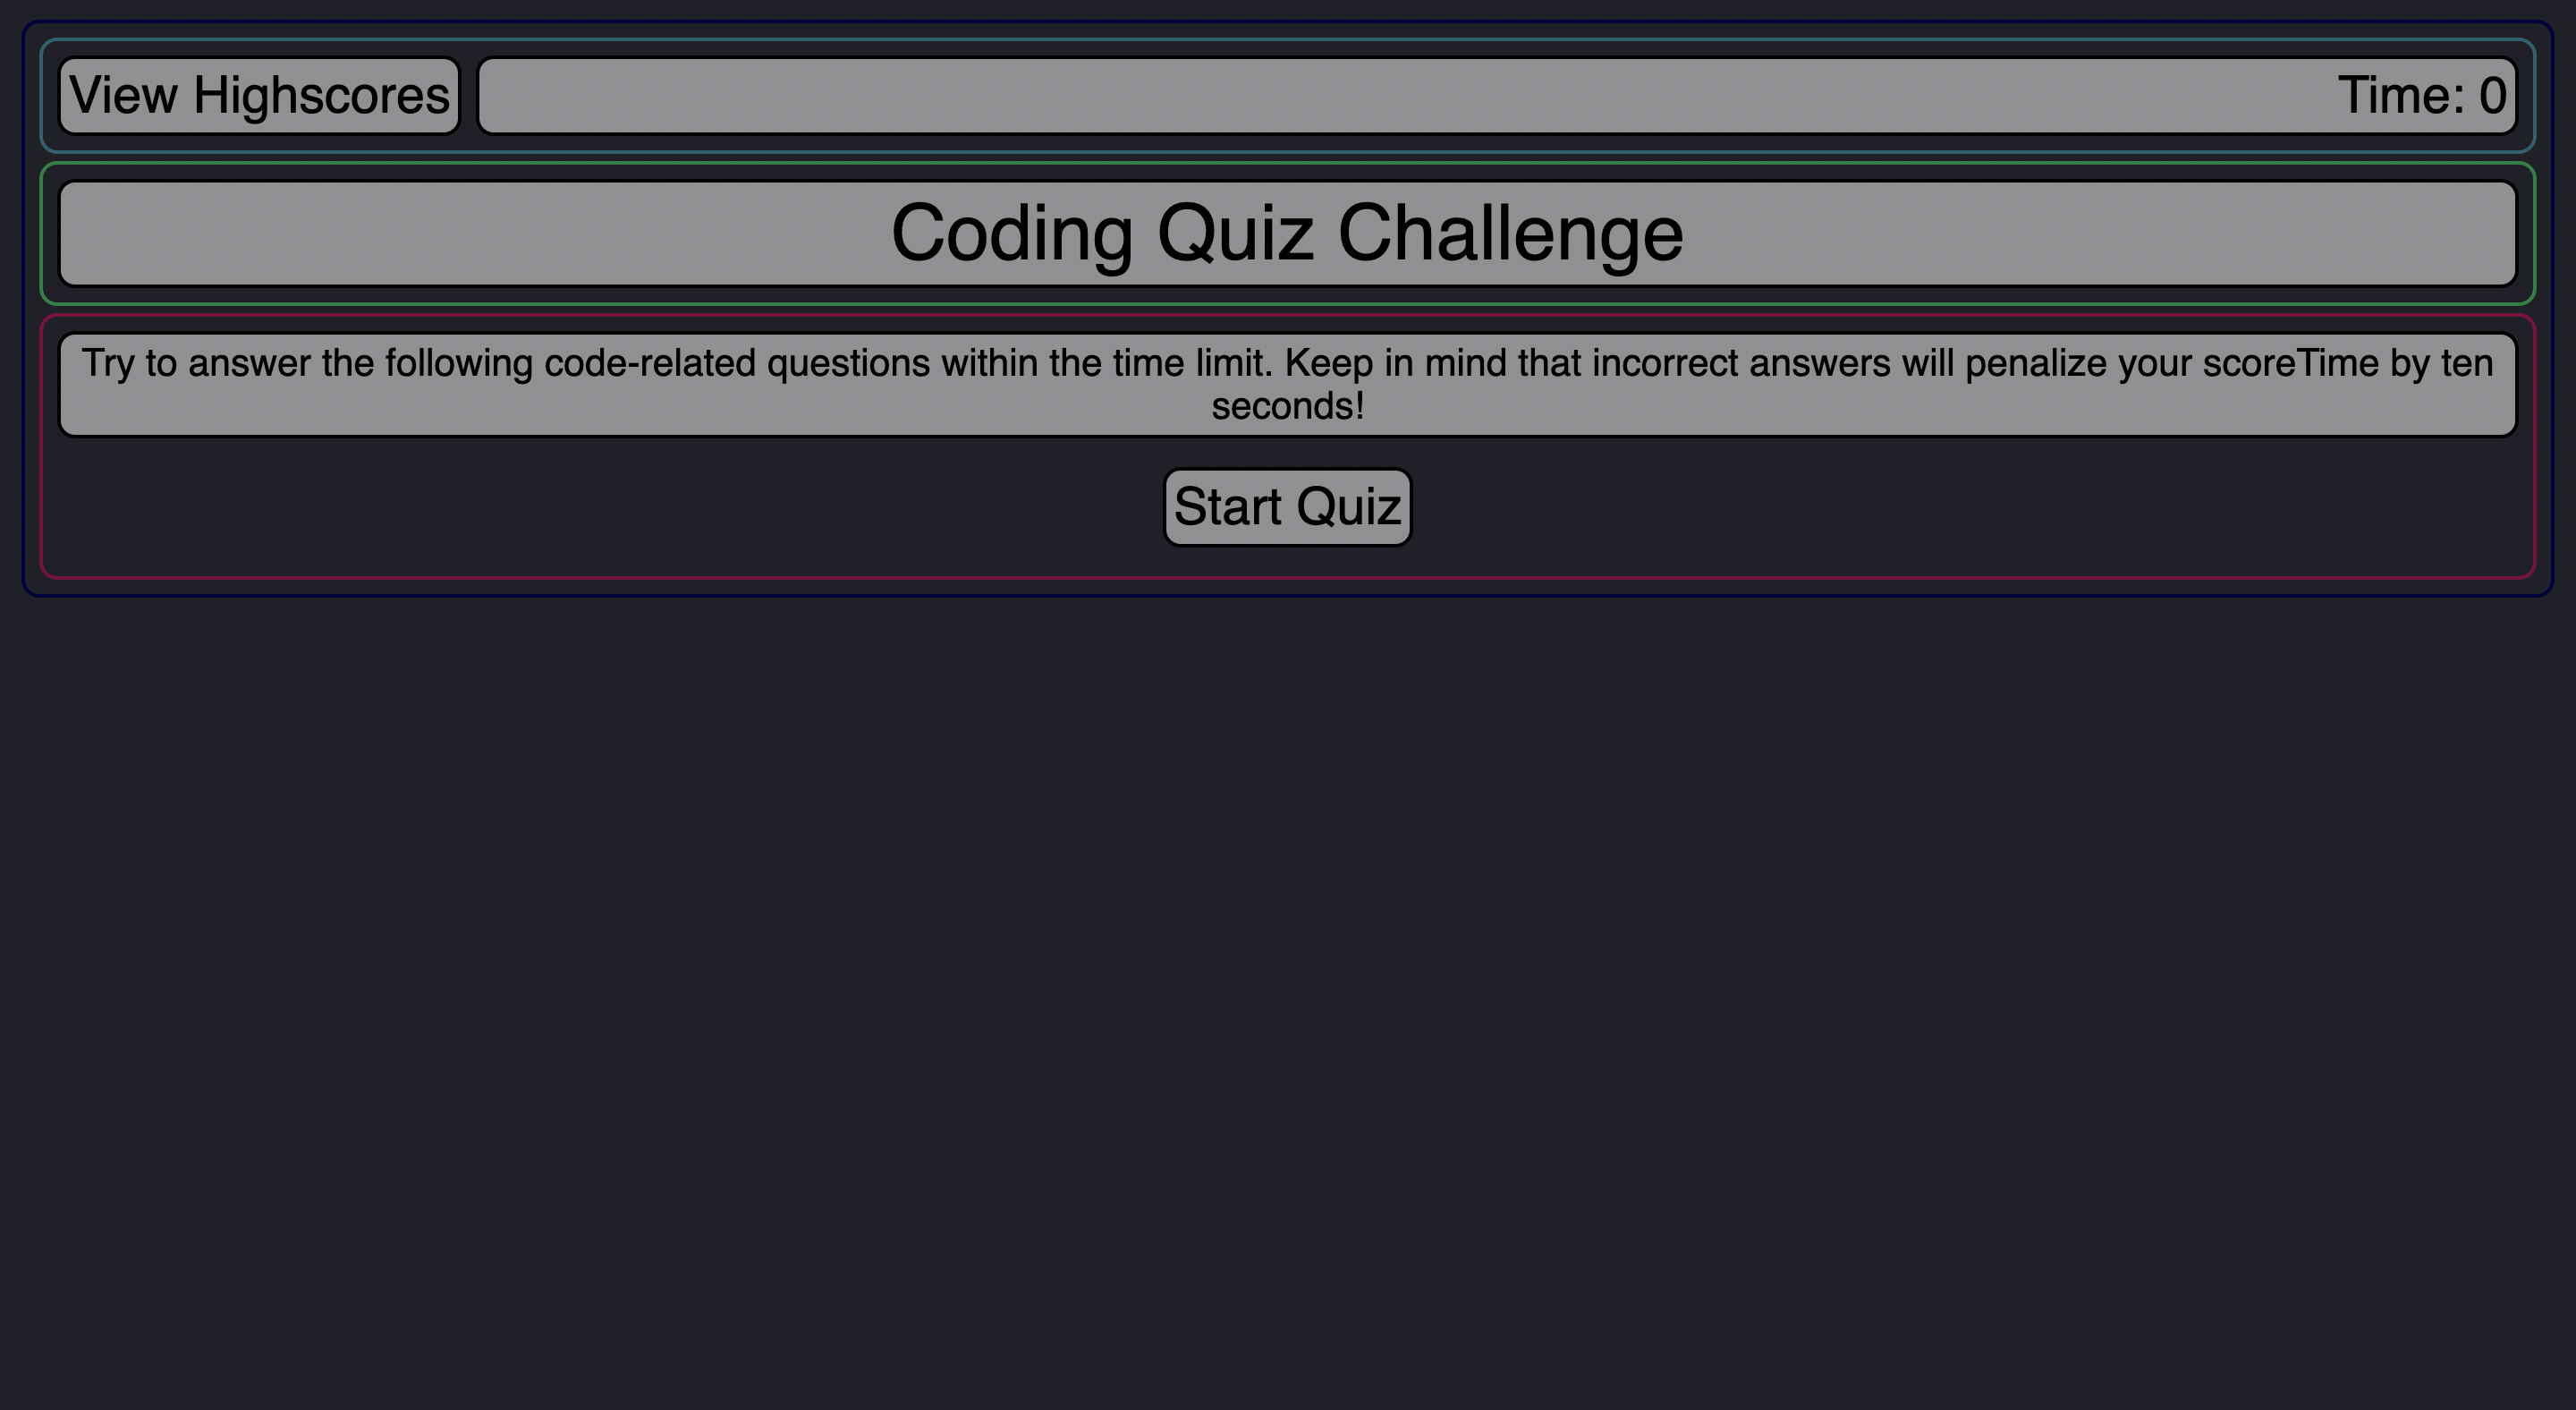 View Highscores
Time: 0
Coding Quiz Challenge
Try to answer the following code-related questions within the time limit. Keep in mind that incorrect answers will penalize your scoreTime by ten
seconds!
Start Quiz